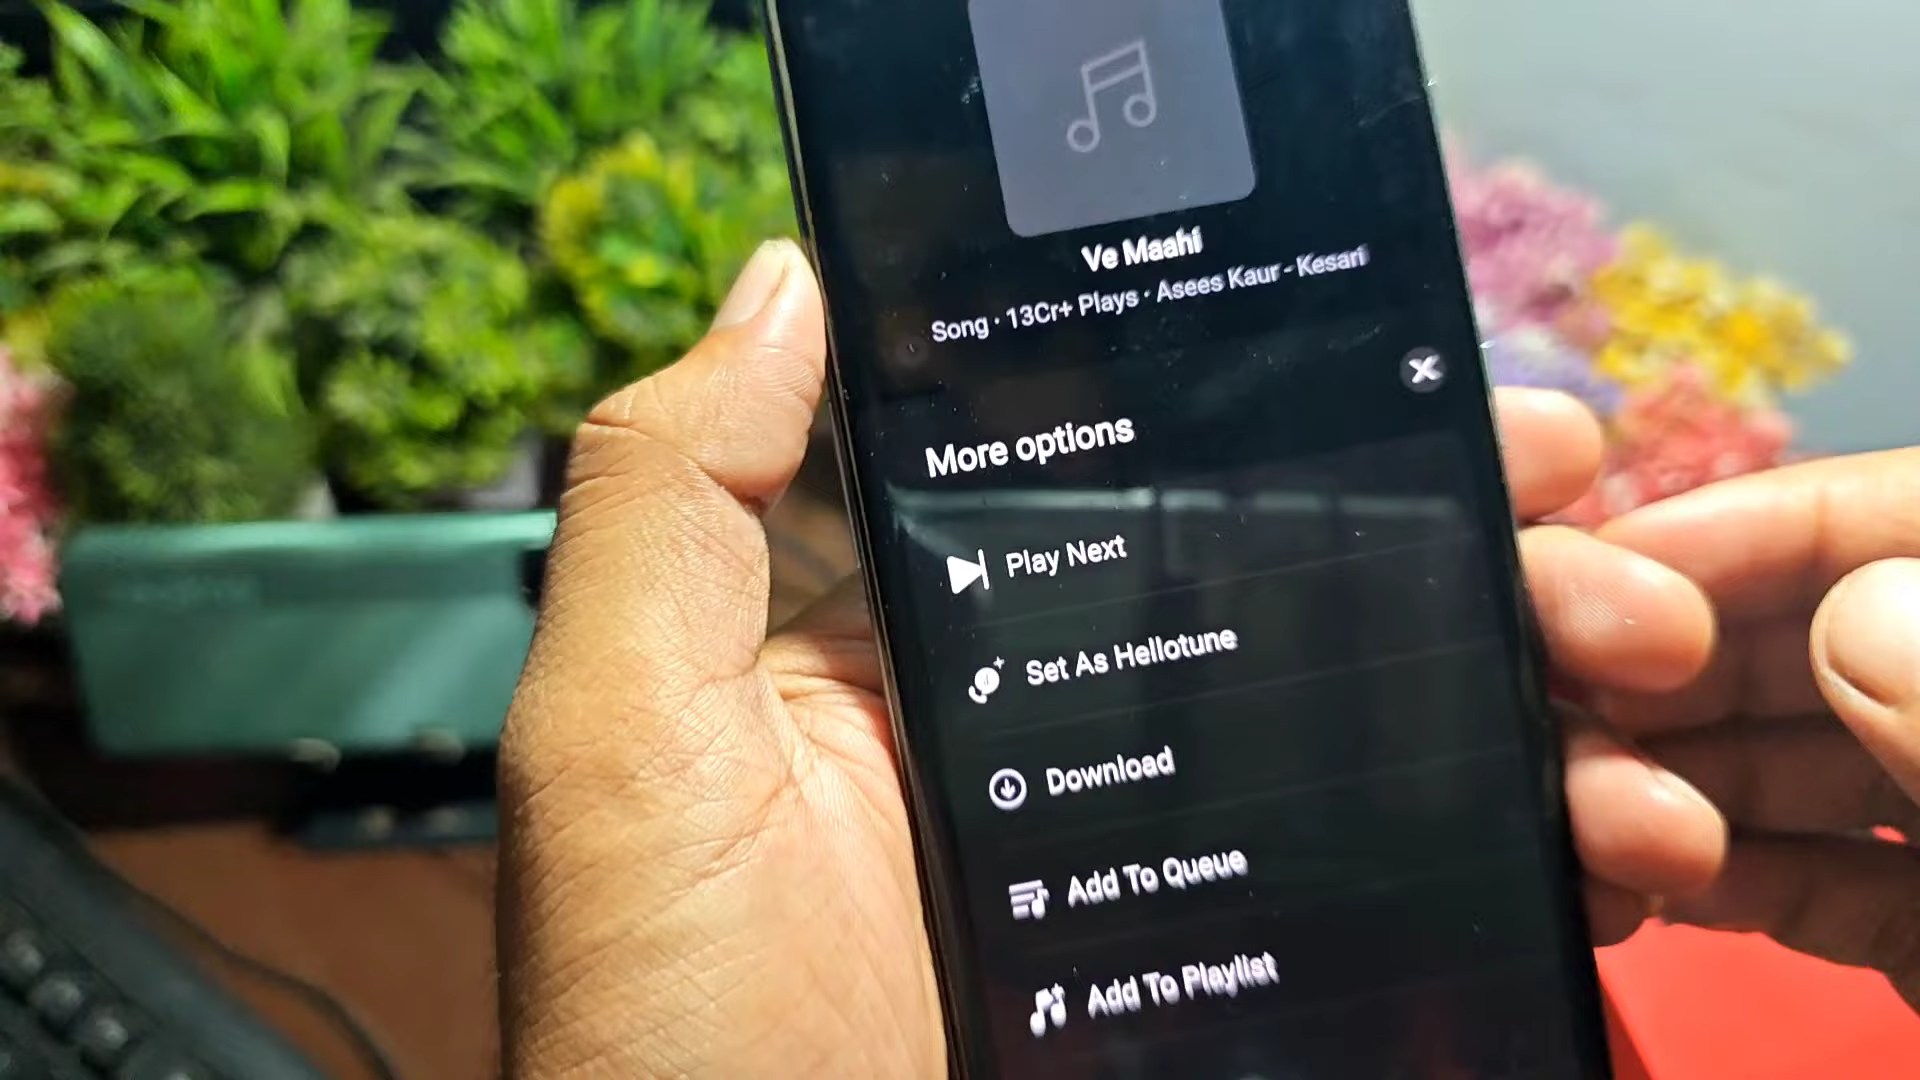 Ve Maahi
Song · 13Cr+ Plays · Asees Kaur - Kesari
More options
Play Next
Set As Hellotune
Download
Add To Queue
Add To Playlist